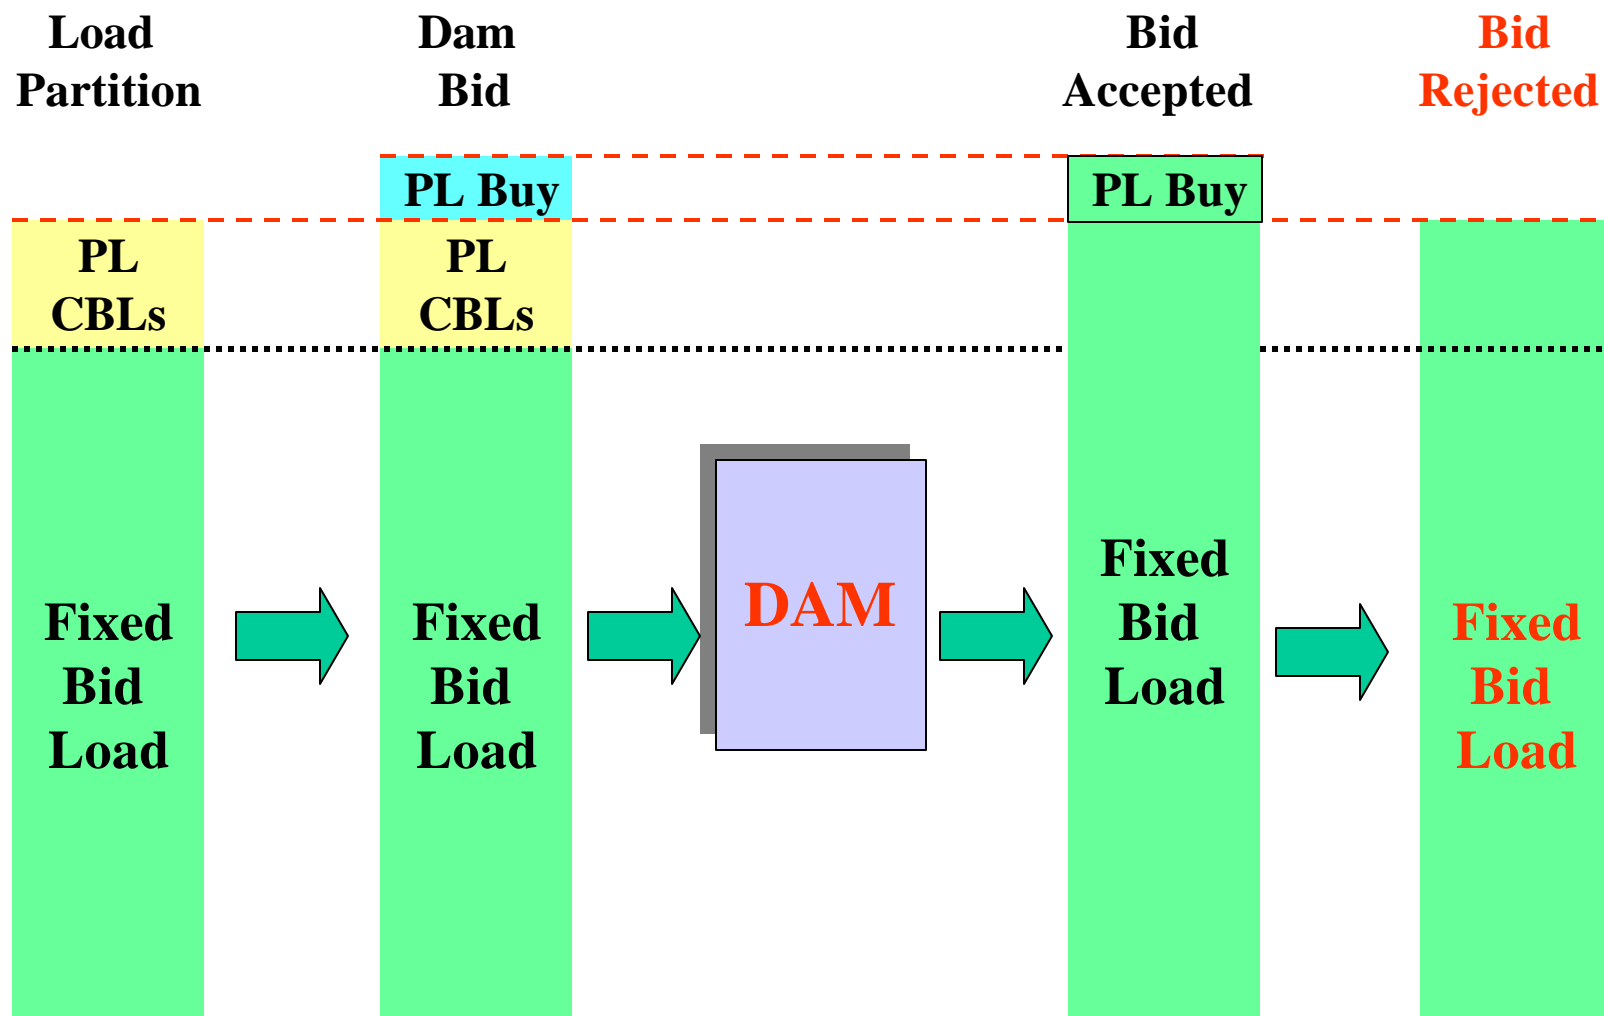 Load
Partition
Dam
Bid
Bid
Accepted
Bid
Rejected
PL Buy
PL Buy
PL
CBLs
PL
CBLs
Fixed
Bid
Load
Fixed
Bid
Load
DAM
Fixed
Bid
Load
Fixed
Bid
Load